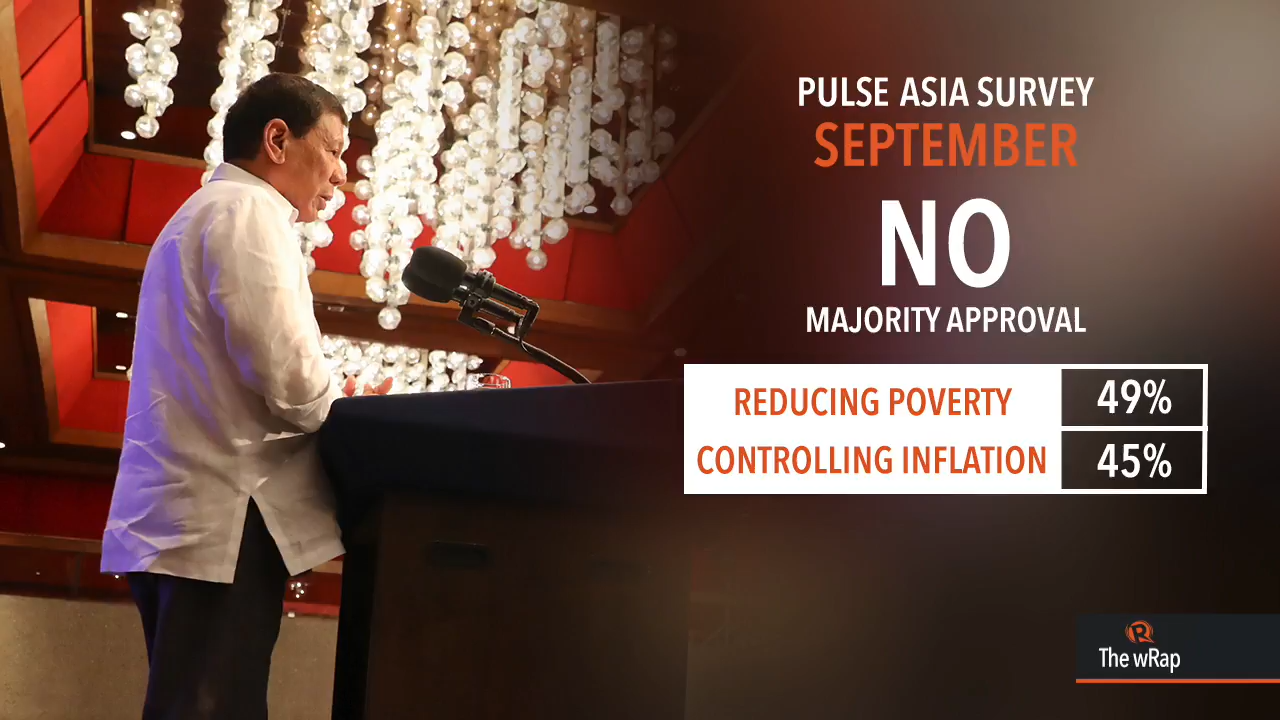 PULSE ASIA SURVEY
SEPTEMBER
NO
MAJORITY APPROVAL
REDUCING POVERTY 49%
CONTROLLING INFLATION 45%
R
The wRap